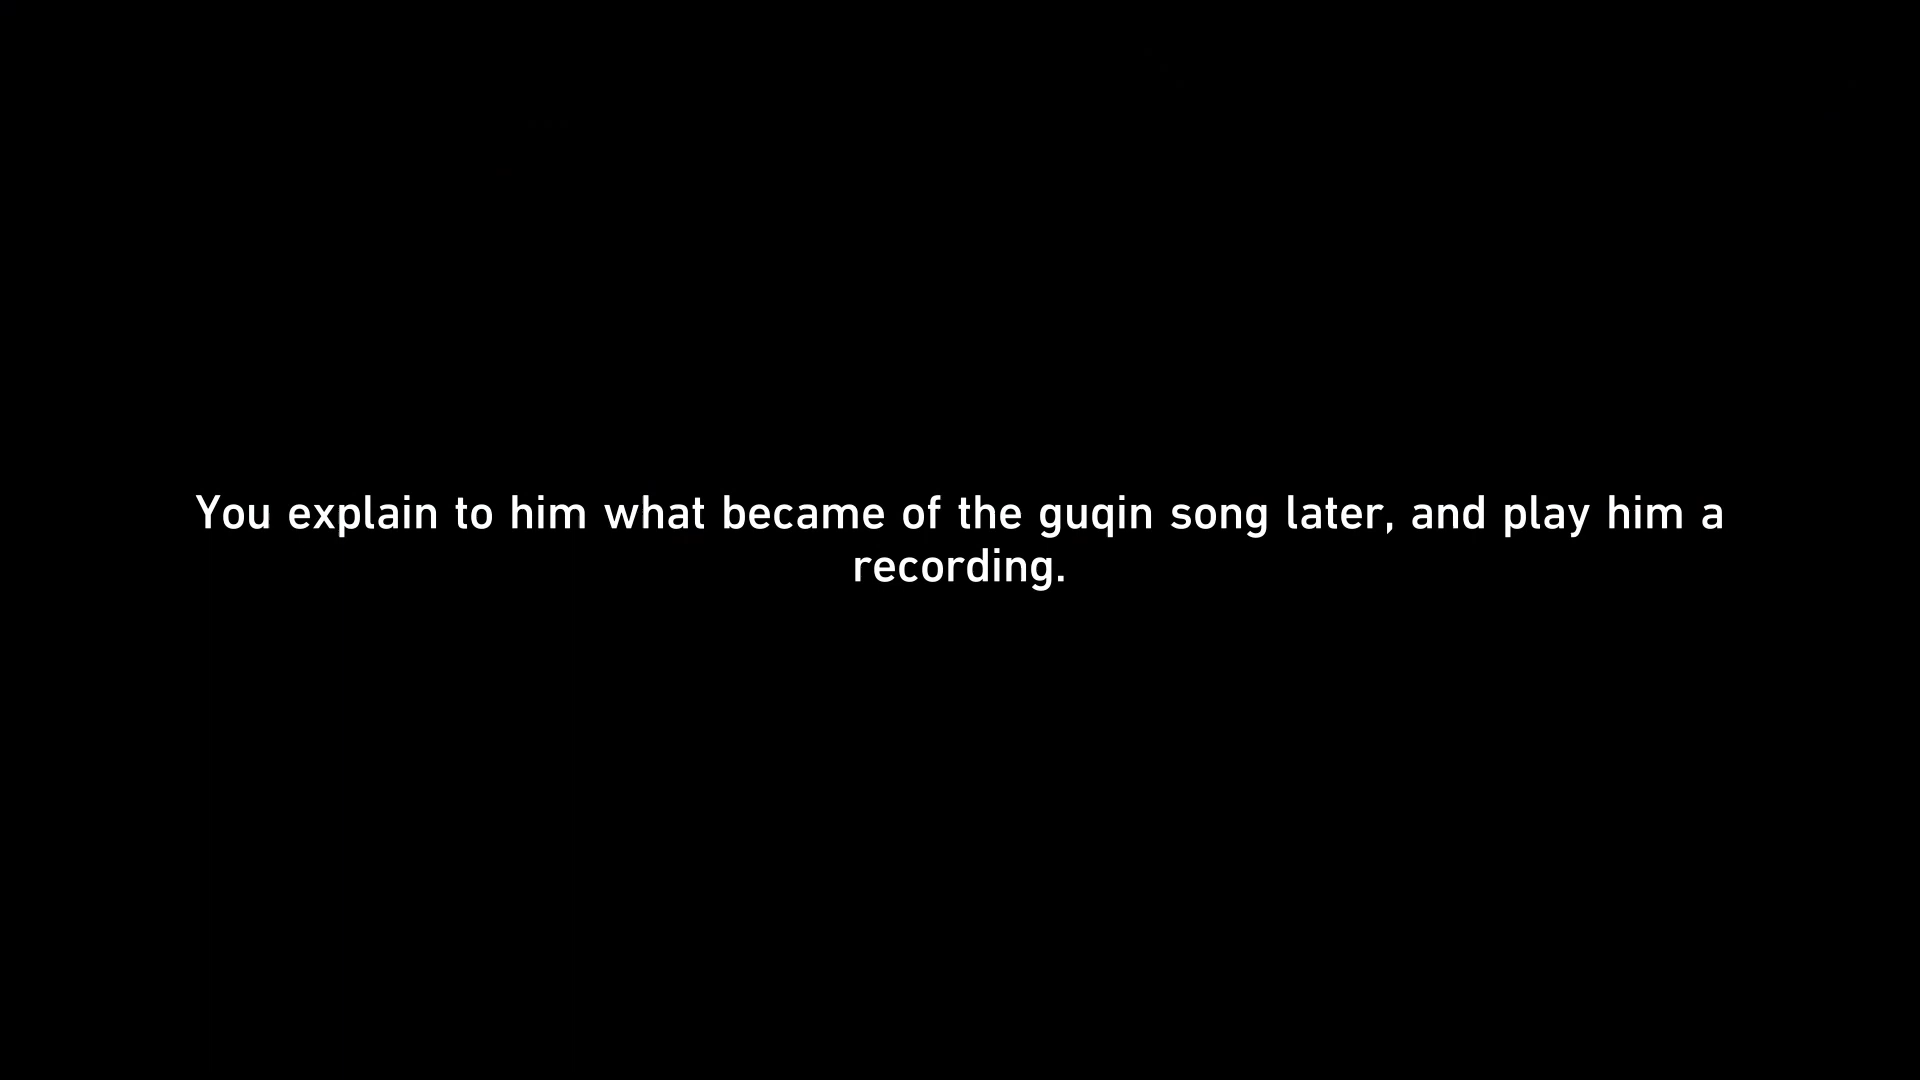 You explain to him what became of the guqin song later, and play him a
recording.